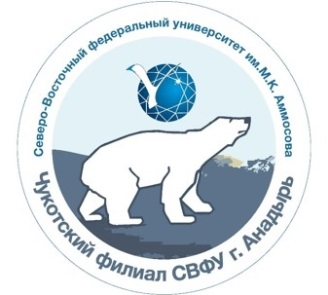 Северо-Восточный федеральный университет им.М.К. Аммосова
Чукотский филиал СВФУ г. Анадырь